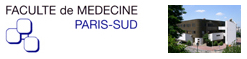 FACULTE de MEDECINE
PARIS-SUD